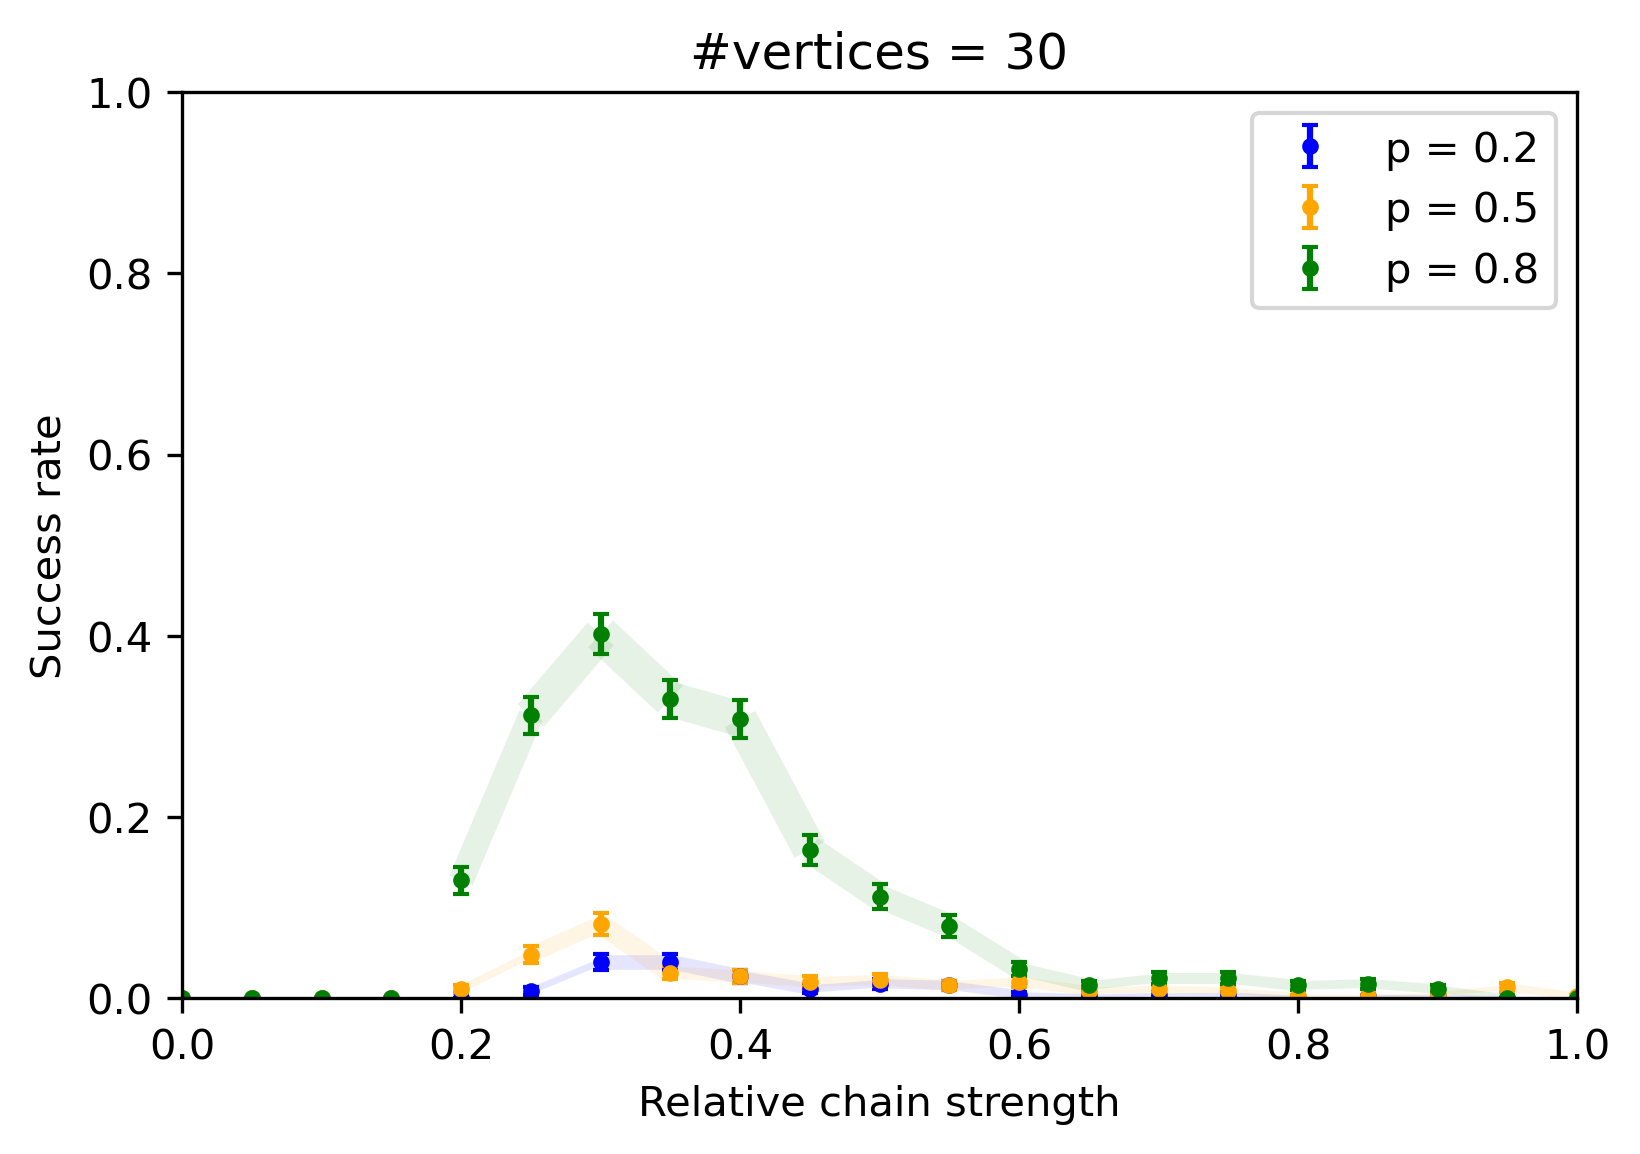 #vertices = 30
1.0
0.8
0.6
0.4
0.2
0.0
Success rate
p = 0.2
p = 0.5
p = 0.8
0.0 0.2 0.4 0.6 0.8 1.0
Relative chain strength